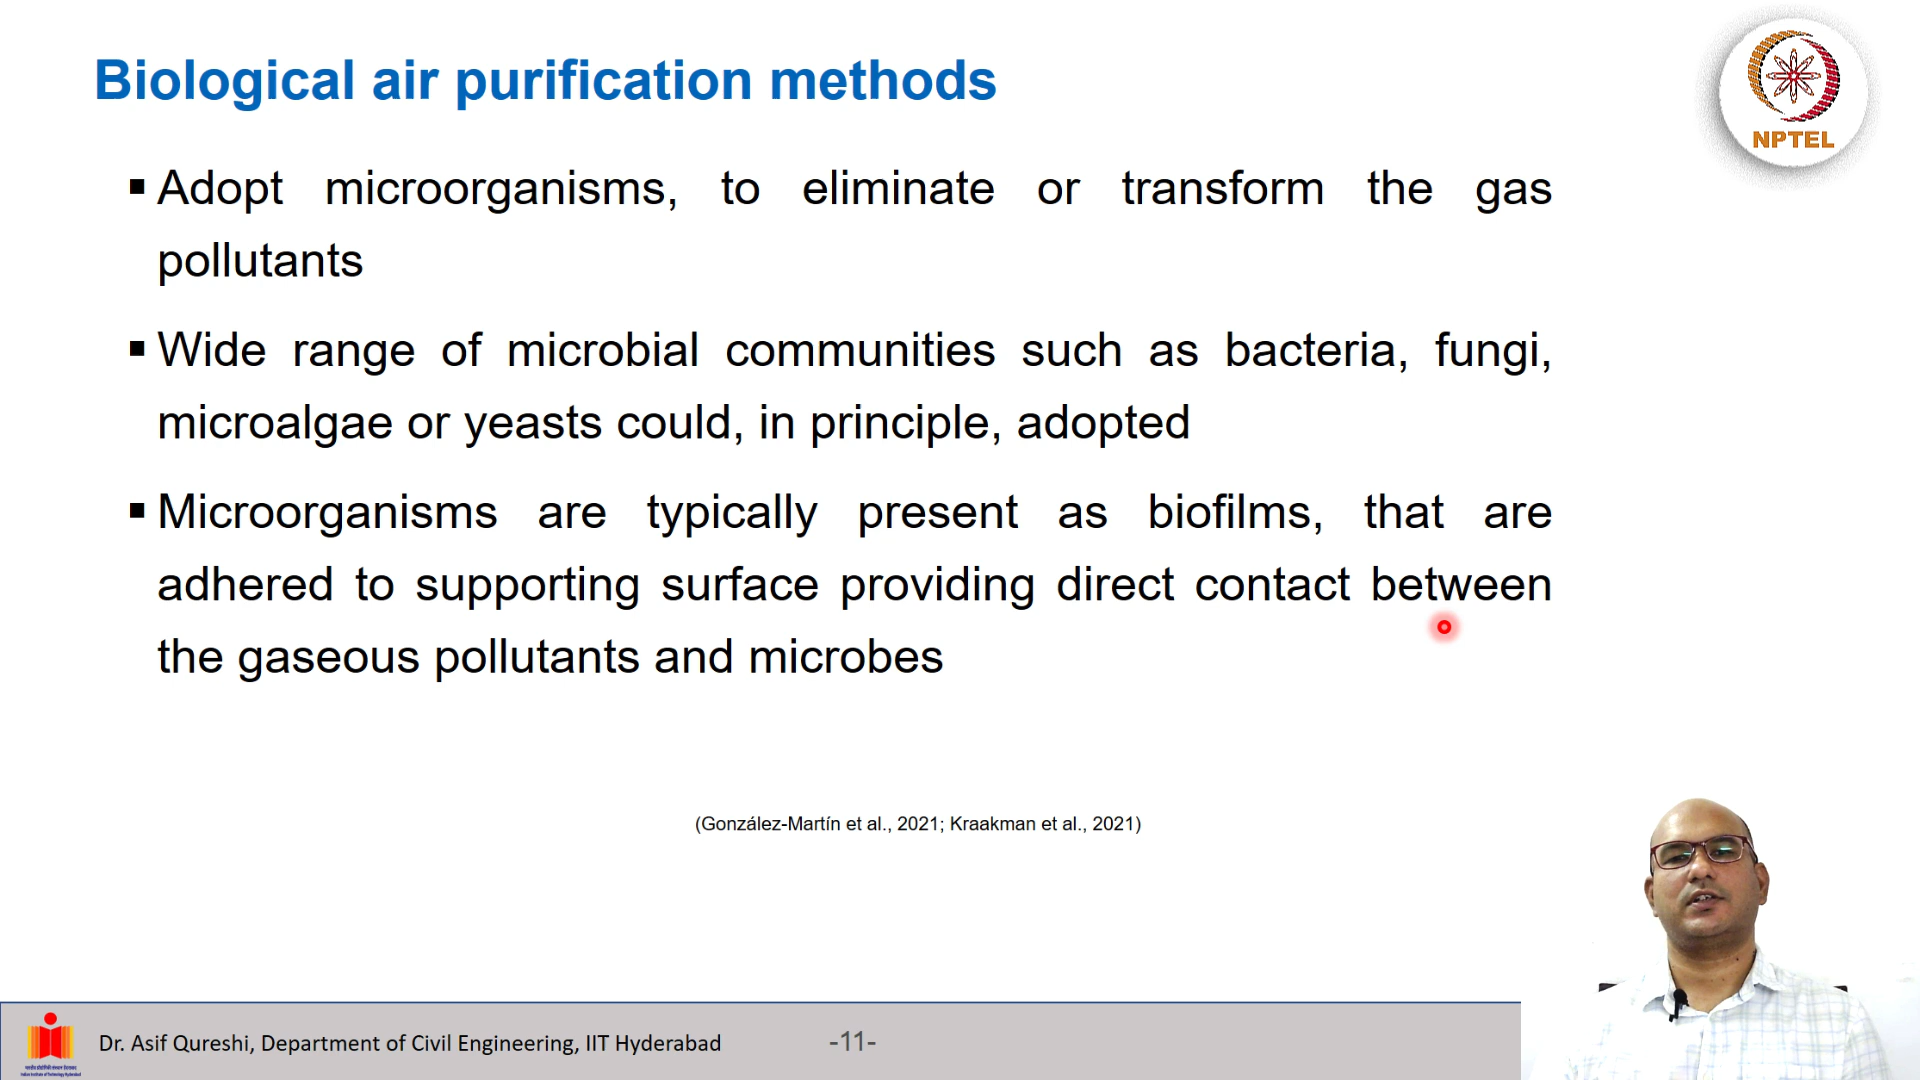 Biological air purification methods
NPTEL
▪ Adopt microorganisms, to eliminate or transform the gas
pollutants
▪ Wide range of microbial communities such as bacteria, fungi,
microalgae or yeasts could, in principle, adopted
▪ Microorganisms are typically present as biofilms, that are
adhered to supporting surface providing direct contact between
the gaseous pollutants and microbes
(González-Martín et al., 2021; Kraakman et al., 2021)
Dr. Asif Qureshi, Department of Civil Engineering, IIT Hyderabad
-11-